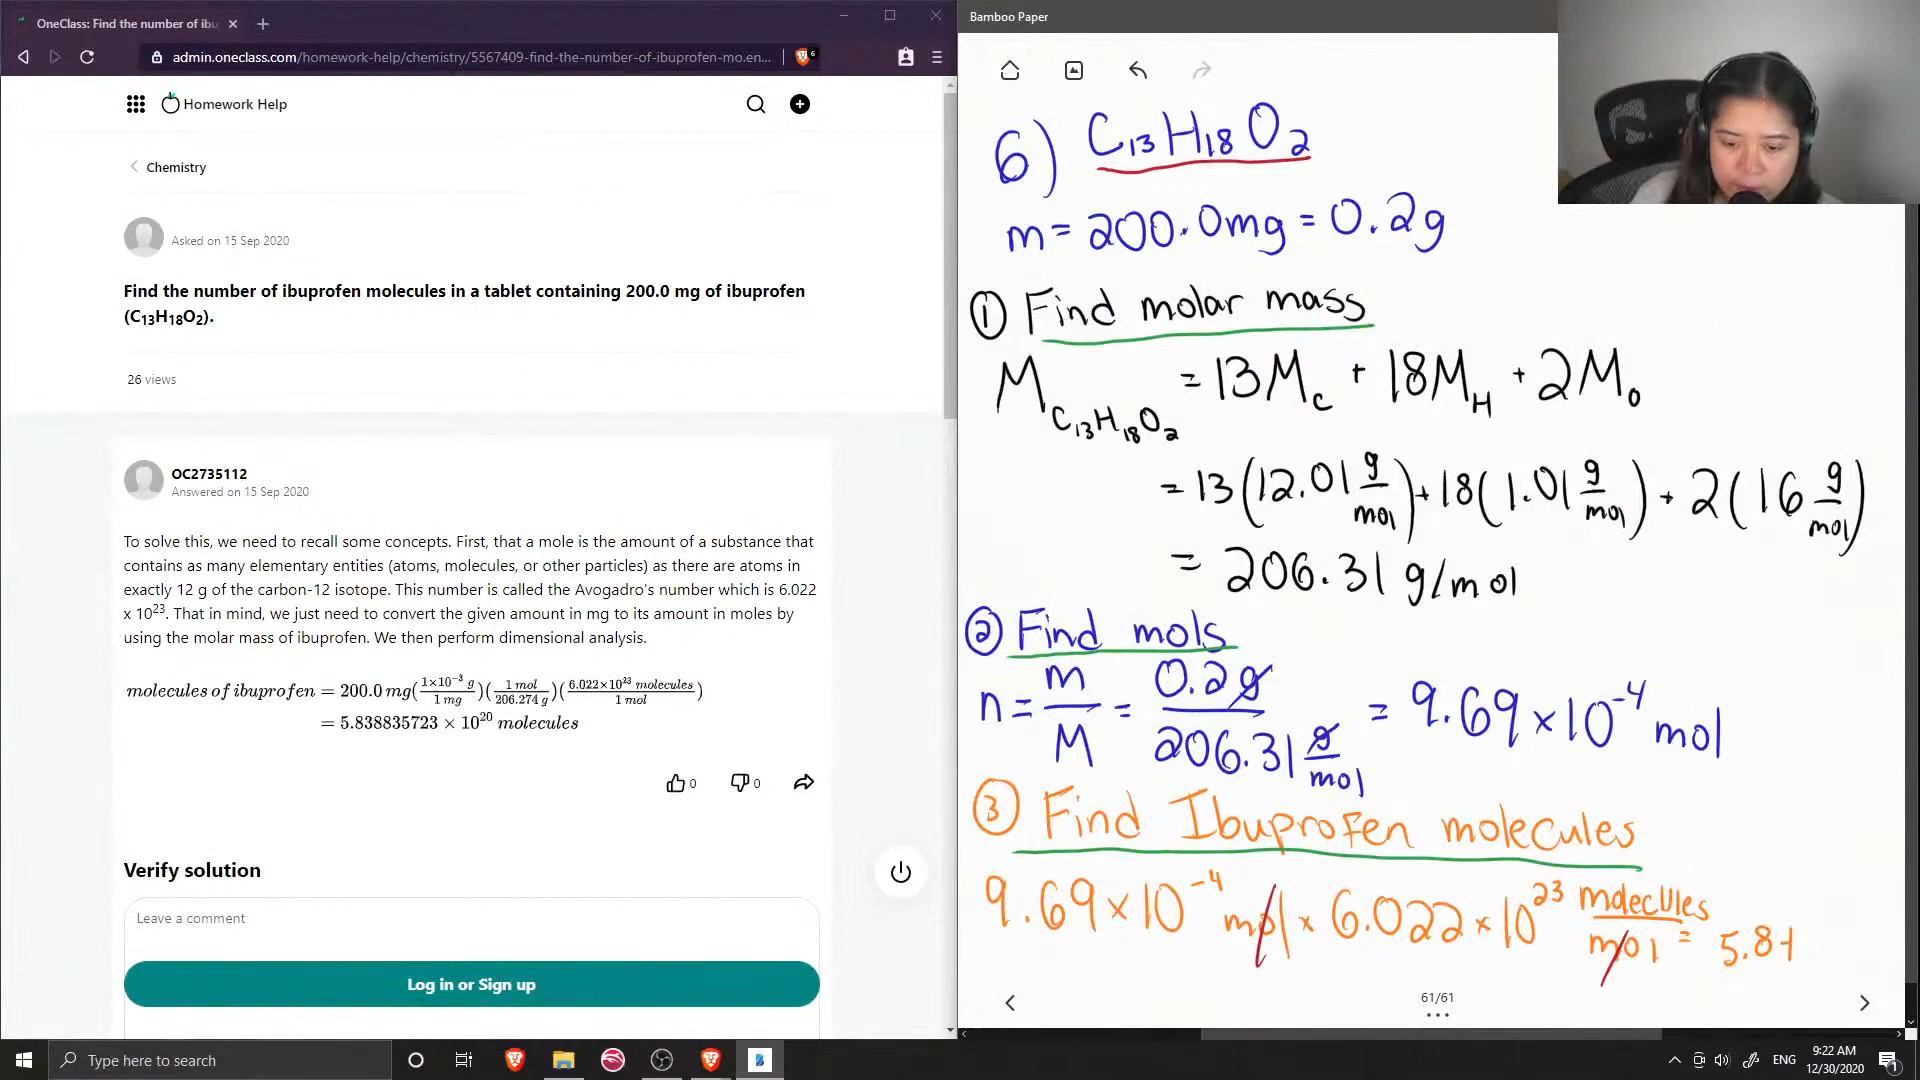 OneClass: Find the number of ibu
admin.oneclass.com/homework-help/chemistry/5567409-find-the-number-of-ibuprofen-mo.en...
6
Homework Help
Chemistry
Asked on 15 Sep 2020
Find the number of ibuprofen molecules in a tablet containing 200.0 mg of ibuprofen
(C₁₃H₁₈O₂).
26 views
OC2735112
Answered on 15 Sep 2020
To solve this, we need to recall some concepts. First, that a mole is the amount of a substance that
contains as many elementary entities (atoms, molecules, or other particles) as there are atoms in
exactly 12 g of the carbon-12 isotope. This number is called the Avogadro's number which is 6.022
x 10²³. That in mind, we just need to convert the given amount in mg to its amount in moles by
using the molar mass of ibuprofen. We then perform dimensional analysis.
molecules of ibuprofen = 200.0 mg(1×10⁻³ g / 1 mg)(1 mol / 206.274 g)(6.022×10²³ molecules / 1 mol)
= 5.838835723 × 10²⁰ molecules
0 0
Verify solution
Leave a comment
Log in or Sign up
Bamboo Paper
6) C₁₃H₁₈O₂
m = 200.0mg = 0.2g
① Find molar mass
M C₁₃H₁₈O₂ = 13M_C + 18M_H + 2M_O
= 13(12.01 g/mol) + 18(1.01 g/mol) + 2(16 g/mol)
= 206.31 g/mol
② Find mols
n = m/M = 0.2g / 206.31 g/mol = 9.69 × 10⁻⁴ mol
③ Find Ibuprofen molecules
9.69 × 10⁻⁴ mol × 6.022 × 10²³ molecules/mol = 5.8
61/61
Type here to search
ENG
9:22 AM
12/30/2020
1